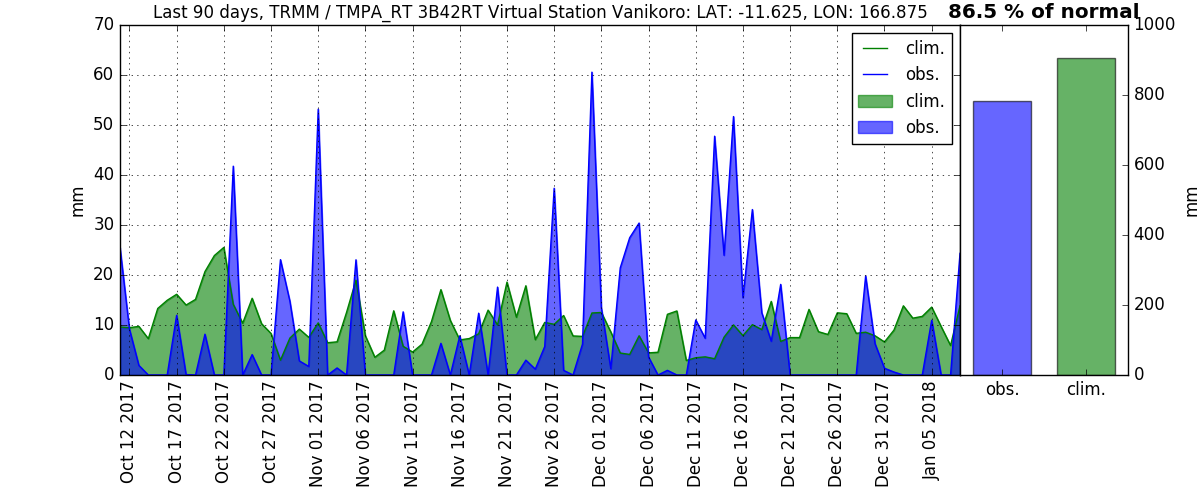 Last 90 days, TRMM / TMPA_RT 3B42RT Virtual Station Vanikoro: LAT: -11.625, LON: 166.875
86.5 % of normal
70
60
50
40
30
20
10
0
mm
clim.
obs.
clim.
obs.
1000
800
600
400
200
0
mm
obs.
clim.
Oct 12 2017
Oct 17 2017
Oct 22 2017
Oct 27 2017
Nov 01 2017
Nov 06 2017
Nov 11 2017
Nov 16 2017
Nov 21 2017
Nov 26 2017
Dec 01 2017
Dec 06 2017
Dec 11 2017
Dec 16 2017
Dec 21 2017
Dec 26 2017
Dec 31 2017
Jan 05 2018